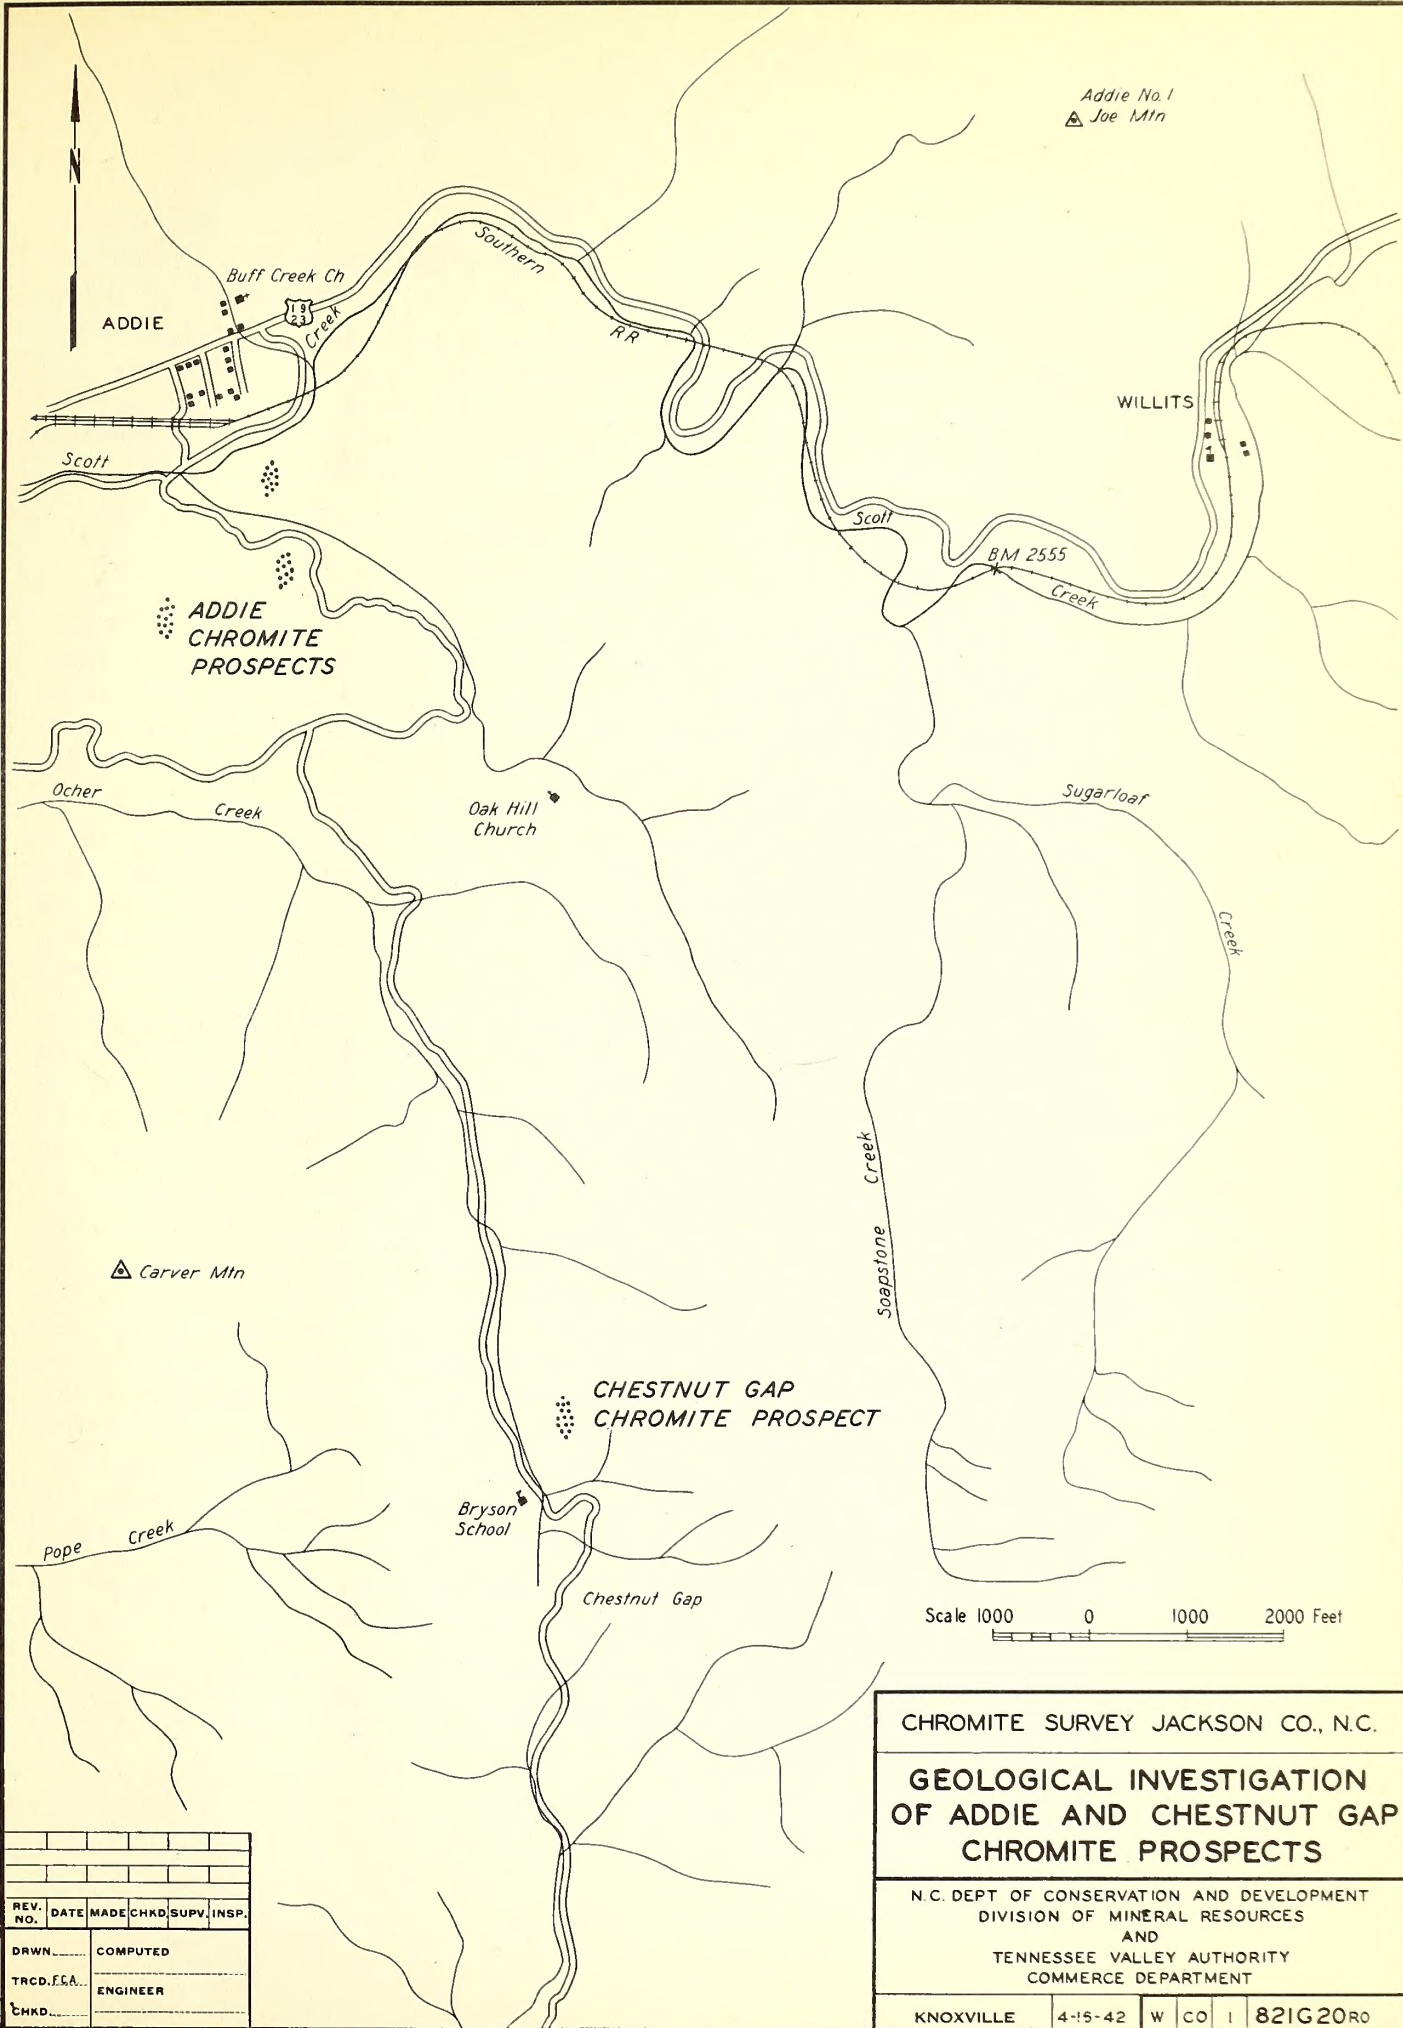 Addie No. 1
Joe Mtn
N
Buff Creek Ch
19
23
ADDIE
Creek
Southern
RR
WILLITS
Scott
Scott
BM 2555
Creek
ADDIE
CHROMITE
PROSPECTS
Ocher
Creek
Oak Hill
Church
Sugarloaf
Creek
Soapstone Creek
Carver Mtn
CHESTNUT GAP
CHROMITE PROSPECT
Bryson
School
Pope Creek
Chestnut Gap
Scale 1000 0 1000 2000 Feet
CHROMITE SURVEY JACKSON CO., N.C.
GEOLOGICAL INVESTIGATION
OF ADDIE AND CHESTNUT GAP
CHROMITE PROSPECTS
N.C. DEPT OF CONSERVATION AND DEVELOPMENT
DIVISION OF MINERAL RESOURCES
AND
TENNESSEE VALLEY AUTHORITY
COMMERCE DEPARTMENT
KNOXVILLE 4-15-42 W CO 1 821G20R0
REV. NO. DATE MADE CHKD. SUPV. INSP.
DRWN. COMPUTED
TRCD. F.C.A. ENGINEER
CHKD.